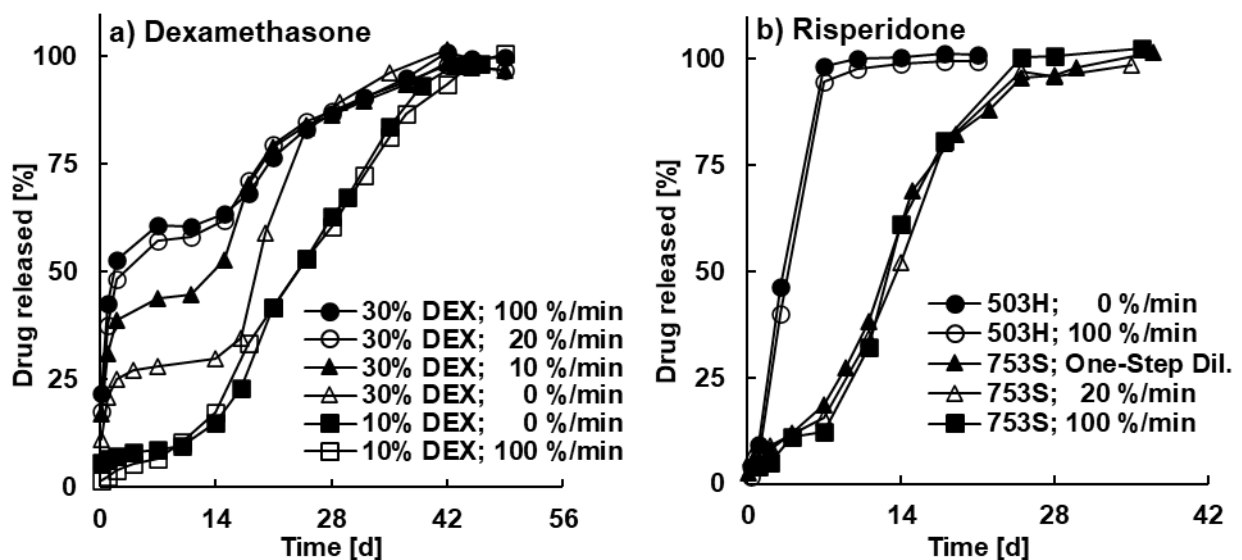 a) Dexamethasone
Drug released [%]
100
75
50
25
0
30% DEX; 100 %/min
30% DEX; 20 %/min
30% DEX; 10 %/min
30% DEX; 0 %/min
10% DEX; 0 %/min
10% DEX; 100 %/min
0 14 28 42 56
Time [d]
b) Risperidone
Drug released [%]
100
75
50
25
0
503H; 0 %/min
503H; 100 %/min
753S; One-Step Dil.
753S; 20 %/min
753S; 100 %/min
0 14 28 42
Time [d]